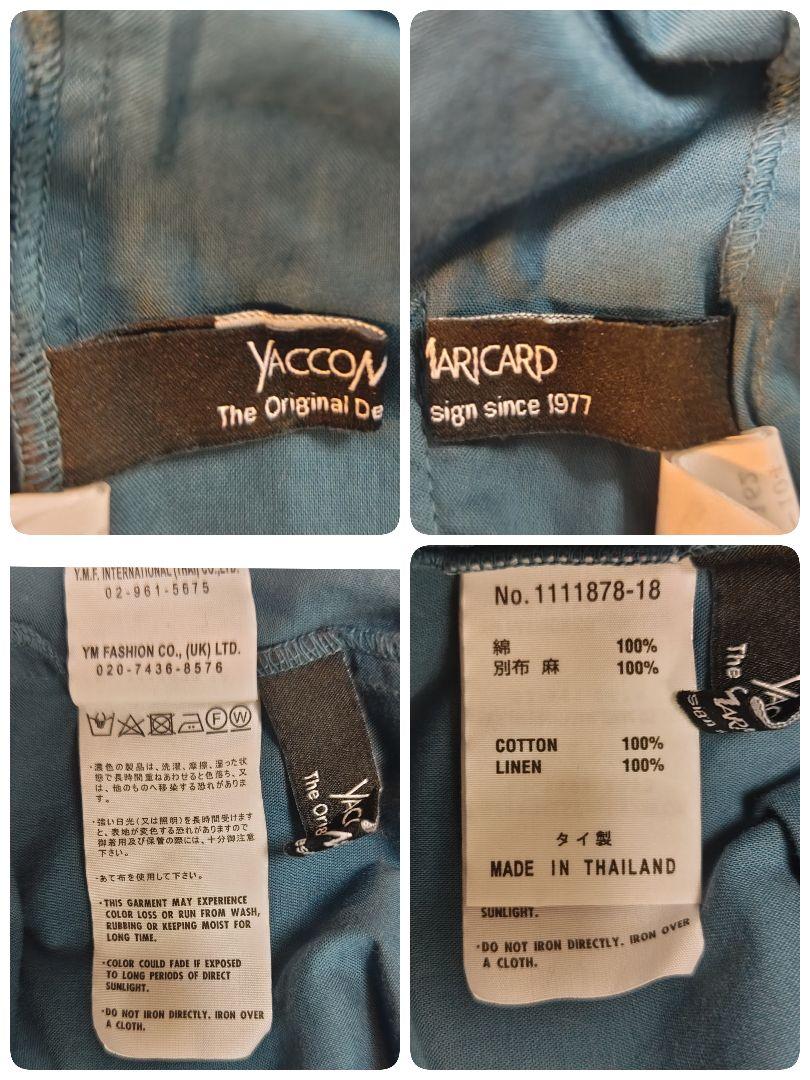 YACCOM
The Original De
MARICARD
sign since 1977
Y.M.F. INTERNATIONAL (THAI) CO.,LTD.
02-961-5675
YM FASHION CO., (UK) LTD.
020-7436-8576
F W
・濃色の製品は、洗濯、摩擦、湿った状
態で長時間重ねあわせると色落ち、又
は、他のものへ移染する恐れがありま
す。
・強い日光(又は照明)を長時間受けます
と、表地が変色する恐れがありますので
御着用及び保管の際には、十分御注意
下さい。
・あて布を使用して下さい。
・THIS GARMENT MAY EXPERIENCE
COLOR LOSS OR RUN FROM WASH,
RUBBING OR KEEPING MOIST FOR
LONG TIME.
・COLOR COULD FADE IF EXPOSED
TO LONG PERIODS OF DIRECT
SUNLIGHT.
・DO NOT IRON DIRECTLY. IRON OVER
A CLOTH.
YACC
The Orig
No.1111878-18
綿 100%
別布 麻 100%
COTTON 100%
LINEN 100%
タイ製
MADE IN THAILAND
SUNLIGHT.
・DO NOT IRON DIRECTLY. IRON OVER
A CLOTH.
YAC
The
sign